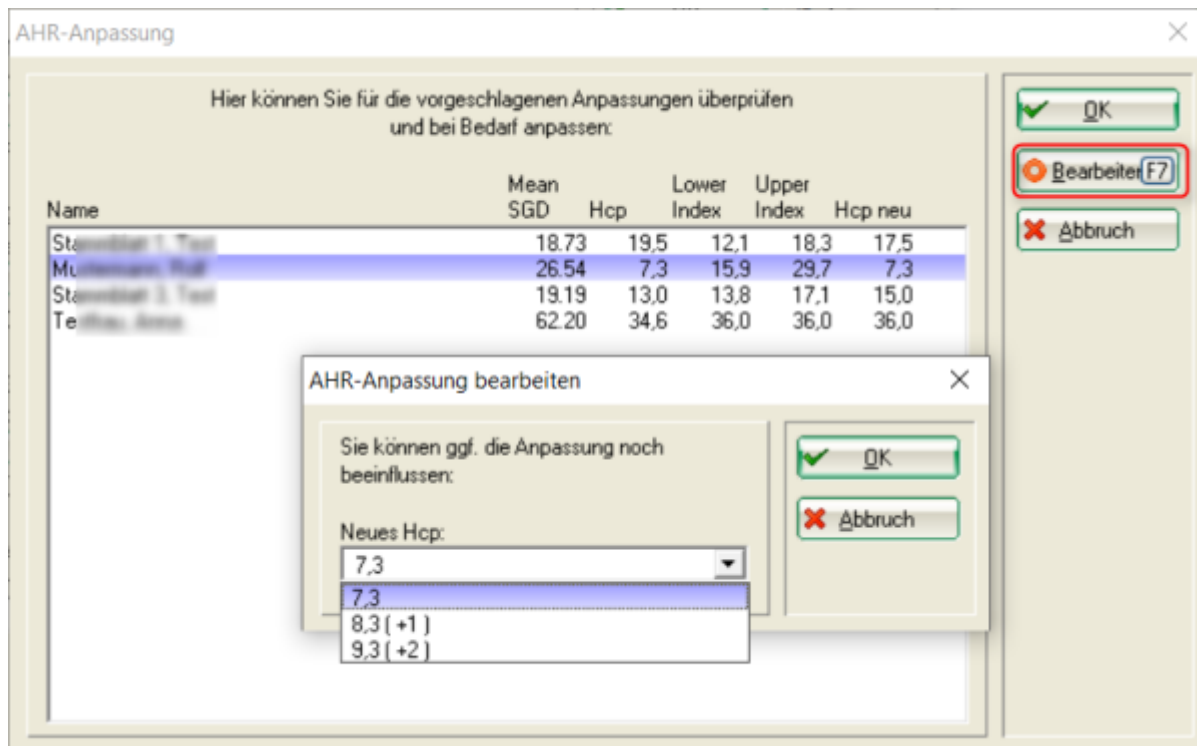 AHR-Anpassung
Hier können Sie für die vorgeschlagenen Anpassungen überprüfen
und bei Bedarf anpassen:
Mean Lower Upper
Name SGD Hcp Index Index Hcp neu
18.73 19,5 12,1 18,3 17,5
26.54 7,3 15,9 29,7 7,3
19.19 13,0 13,8 17,1 15,0
62.20 34,6 36,0 36,0 36,0
OK
Bearbeiten F7
Abbruch
AHR-Anpassung bearbeiten
Sie können ggf. die Anpassung noch
beeinflussen:
Neues Hcp:
7,3
7,3
8,3 ( +1 )
9,3 ( +2 )
OK
Abbruch